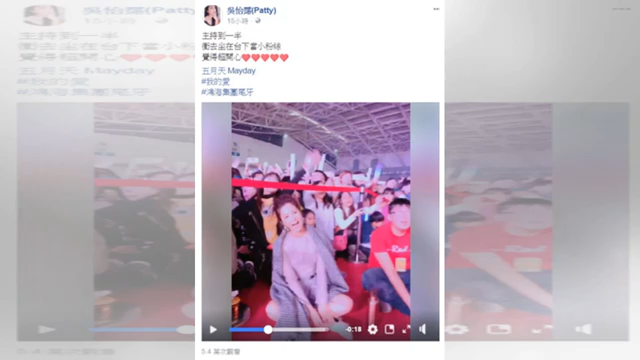 吳怡霈(Patty)
15小時
主持到一半
衝去坐在台下當小粉絲
覺得超開心❤❤❤❤❤
五月天 Mayday
#我的愛
#鴻海集團尾牙
-0:18
5.4 萬次觀看